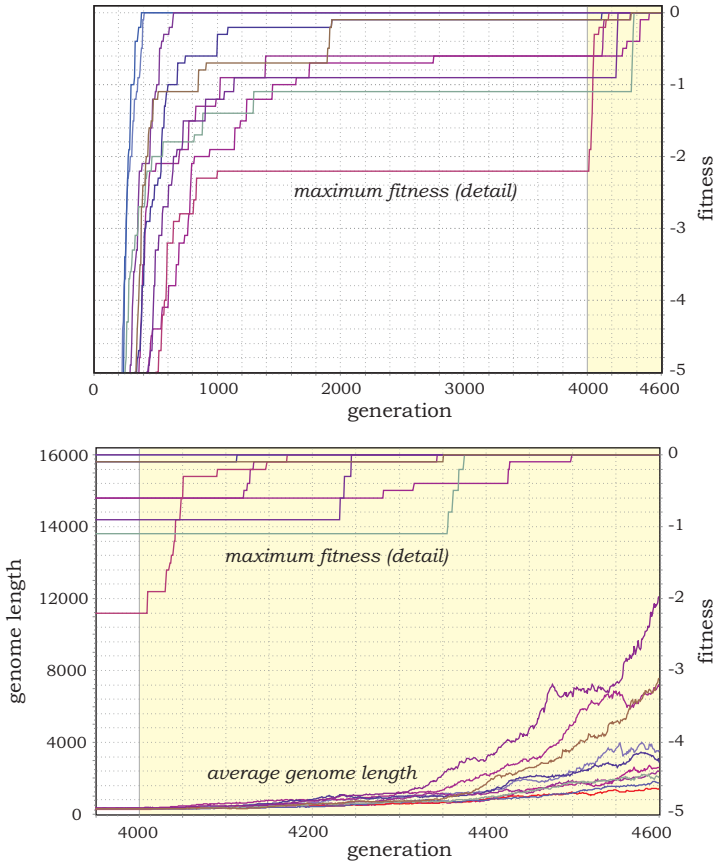 0
-1
-2
maximum fitness (detail)
-3
-4
-5
fitness
0 1000 2000 3000 4000 4600
generation
16000 0
14000 -1
maximum fitness (detail)
12000 -2
genome length
fitness
8000 -3
4000 -4
average genome length
0 -5
4000 4200 4400 4600
generation